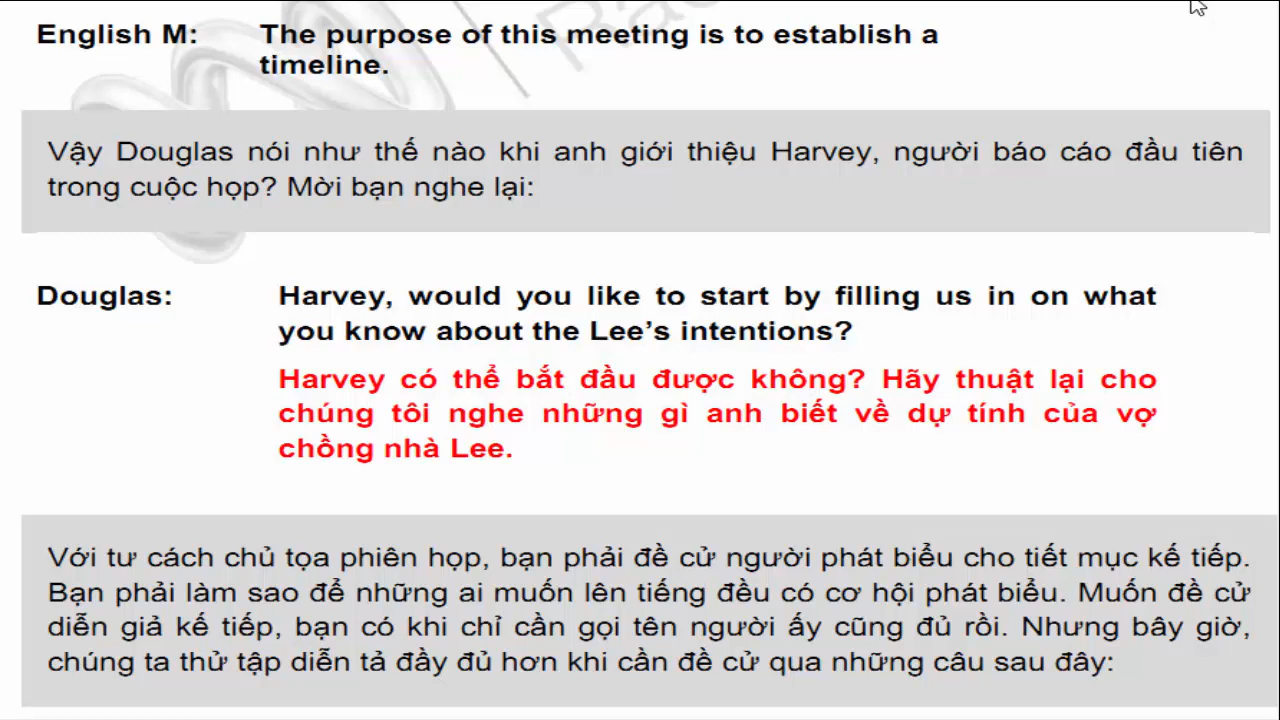 English M: The purpose of this meeting is to establish a
timeline.
Vậy Douglas nói như thế nào khi anh giới thiệu Harvey, người báo cáo đầu tiên
trong cuộc họp? Mời bạn nghe lại:
Douglas: Harvey, would you like to start by filling us in on what
you know about the Lee’s intentions?
Harvey có thể bắt đầu được không? Hãy thuật lại cho
chúng tôi nghe những gì anh biết về dự tính của vợ
chồng nhà Lee.
Với tư cách chủ tọa phiên họp, bạn phải đề cử người phát biểu cho tiết mục kế tiếp.
Bạn phải làm sao để những ai muốn lên tiếng đều có cơ hội phát biểu. Muốn đề cử
diễn giả kế tiếp, bạn có khi chỉ cần gọi tên người ấy cũng đủ rồi. Nhưng bây giờ,
chúng ta thử tập diễn tả đầy đủ hơn khi cần đề cử qua những câu sau đây: